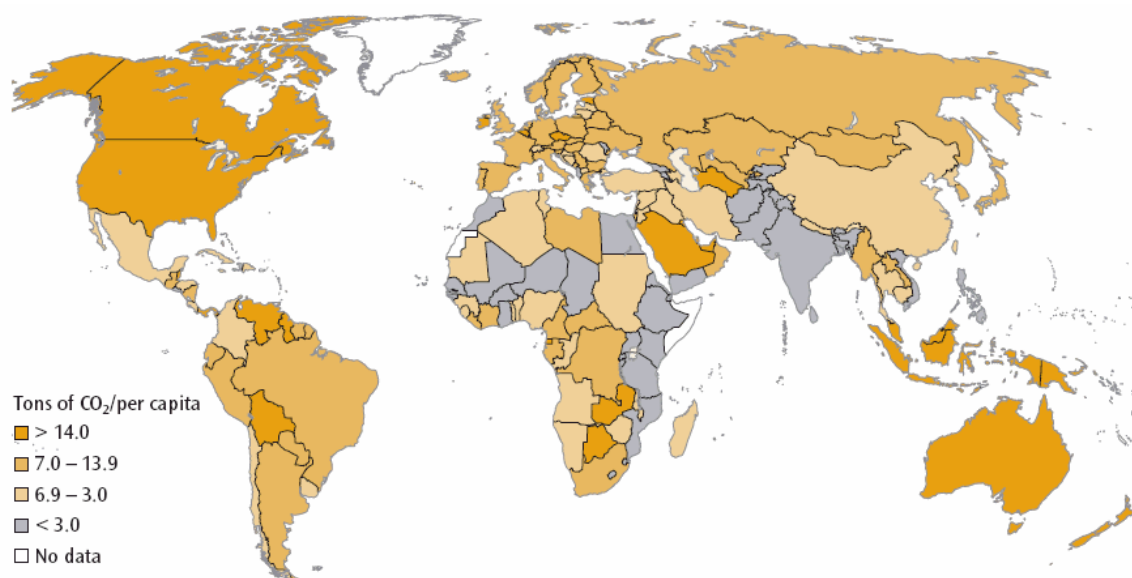 Tons of CO₂/per capita
> 14.0
7.0 – 13.9
6.9 – 3.0
< 3.0
No data